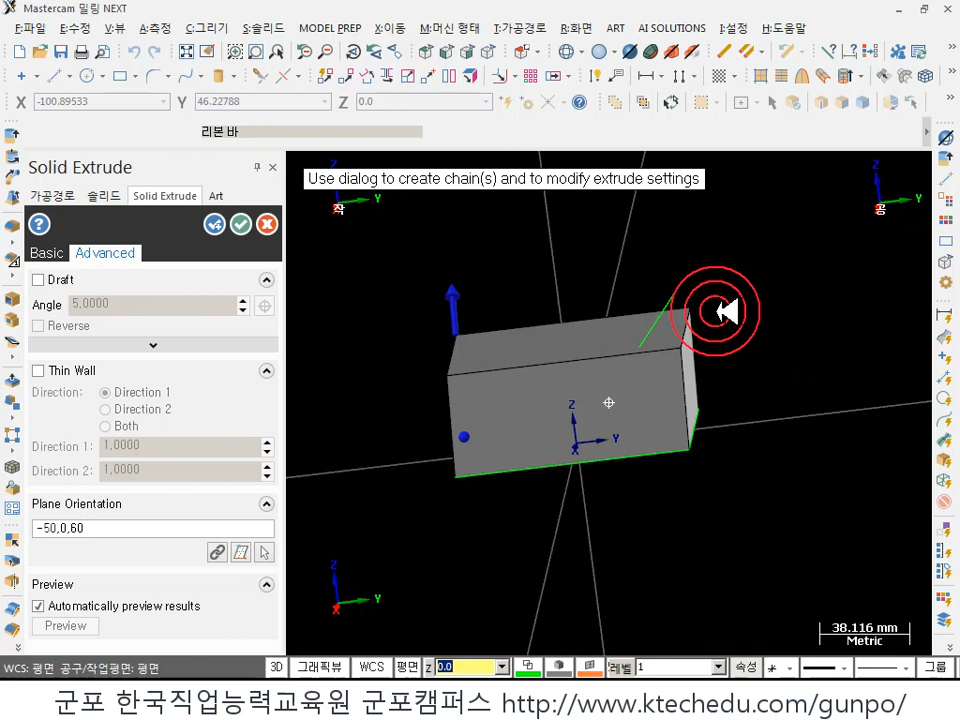 Mastercam 밀링 NEXT
F:파일 E:수정 V:뷰 A:측정 C:그리기 S:솔리드 MODEL PREP X:이동 M:머신 형태 T:가공경로 R:화면 ART AI SOLUTIONS I:설정 H:도움말
X -100.89533 Y 46.22788 Z 0.0
리본 바
Solid Extrude
Use dialog to create chain(s) and to modify extrude settings
가공경로 솔리드 Solid Extrude Art
Z Y 작
Z Y 공
Basic Advanced
Draft
Angle 5,0000
Reverse
Thin Wall
Direction: Direction 1
Direction 2
Both
Direction 1: 1,0000
Direction 2: 1,0000
Z Y X
Plane Orientation
-50,0,60
Z Y X
Preview
Automatically preview results
Preview
38.116 mm
Metric
WCS: 평면 공구/작업평면: 평면 3D 그래픽뷰 WCS 평면 Z 0.0 레벨 1 속성 그룹
군포 한국직업능력교육원 군포캠퍼스 http://www.ktechedu.com/gunpo/